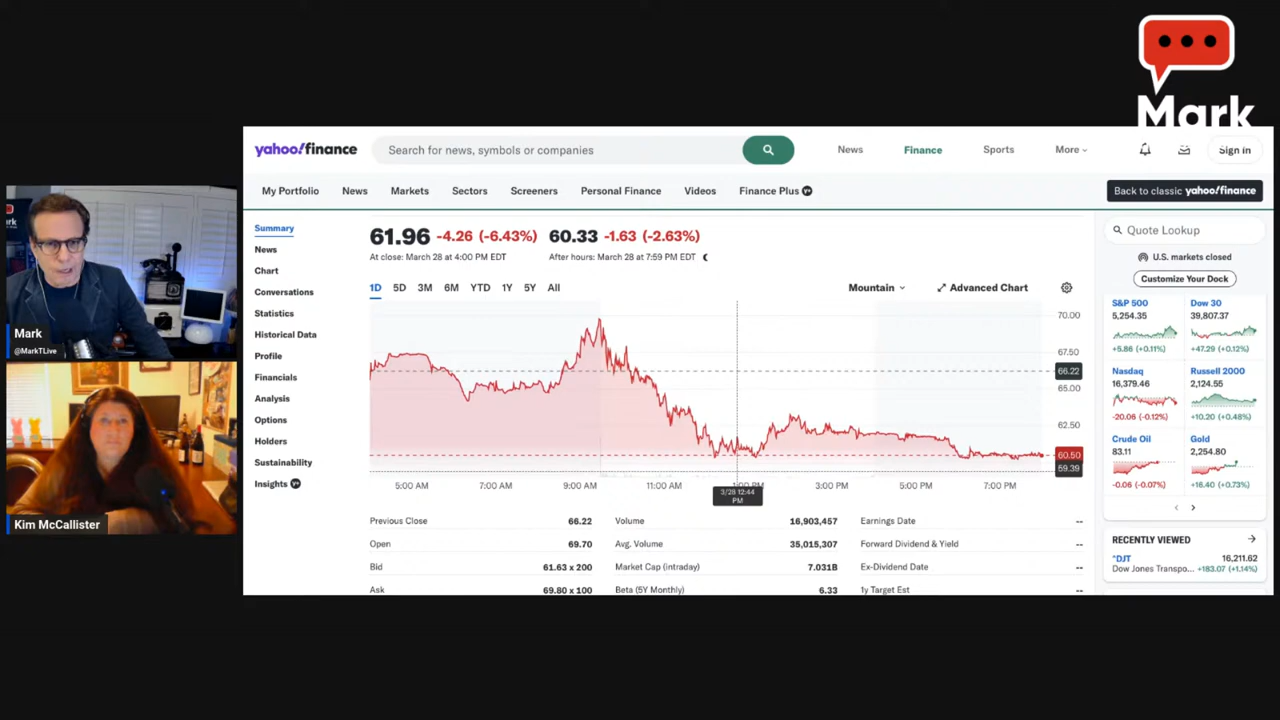 Mark
yahoo!finance
Search for news, symbols or companies
News
Finance
Sports
More
Sign in
My Portfolio
News
Markets
Sectors
Screeners
Personal Finance
Videos
Finance Plus
Back to classic yahoo!finance
Summary
News
Chart
Conversations
Statistics
Historical Data
Profile
Financials
Analysis
Options
Holders
Sustainability
Insights
61.96 -4.26 (-6.43%) 60.33 -1.63 (-2.63%)
At close: March 28 at 4:00 PM EDT After hours: March 28 at 7:59 PM EDT
1D 5D 3M 6M YTD 1Y 5Y All
Mountain
Advanced Chart
70.00
67.50
66.22
65.00
62.50
60.50
59.39
5:00 AM 7:00 AM 9:00 AM 11:00 AM 1:00 PM 3:00 PM 5:00 PM 7:00 PM
3/28 12:44
PM
Previous Close 66.22 Volume 16,903,457 Earnings Date --
Open 69.70 Avg. Volume 35,015,307 Forward Dividend & Yield --
Bid 61.63 x 200 Market Cap (intraday) 7.031B Ex-Dividend Date --
Ask 69.80 x 100 Beta (5Y Monthly) 6.33 1y Target Est --
Quote Lookup
U.S. markets closed
Customize Your Dock
S&P 500 Dow 30
5,254.35 39,807.37
+5.86 (+0.11%) +47.29 (+0.12%)
Nasdaq Russell 2000
16,379.46 2,124.55
-20.06 (-0.12%) +10.20 (+0.48%)
Crude Oil Gold
83.11 2,254.80
-0.06 (-0.07%) +16.40 (+0.73%)
RECENTLY VIEWED
^DJT 16,211.62
Dow Jones Transpo... +183.07 (+1.14%)
Mark
@MarkTLive
Kim McCallister